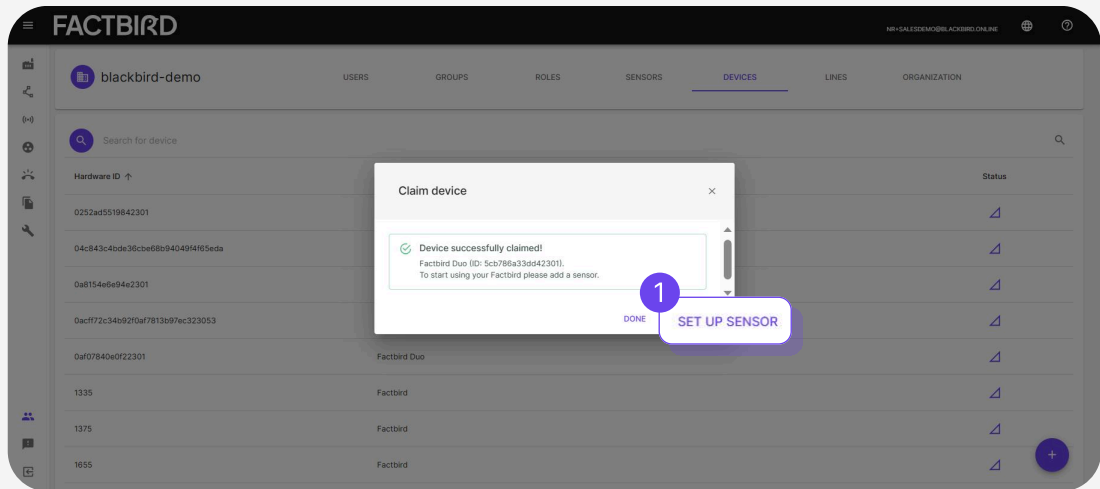 FACTBIRD
NR+SALESDEMO@BLACKBIRD.ONLINE
blackbird-demo
USERS
GROUPS
ROLES
SENSORS
DEVICES
LINES
ORGANIZATION
Search for device
Hardware ID
Status
Claim device
Device successfully claimed!
Factbird Duo (ID: 5cb786a33dd42301).
To start using your Factbird please add a sensor.
1
DONE
SET UP SENSOR
0252ad5519842301
04c843c4bde36cbe68b94049f4f65eda
0a8154e6e94e2301
0acff72c34b92f0af7813b97ec323053
0af07840e0f22301
Factbird Duo
1335
Factbird
1375
Factbird
1655
Factbird